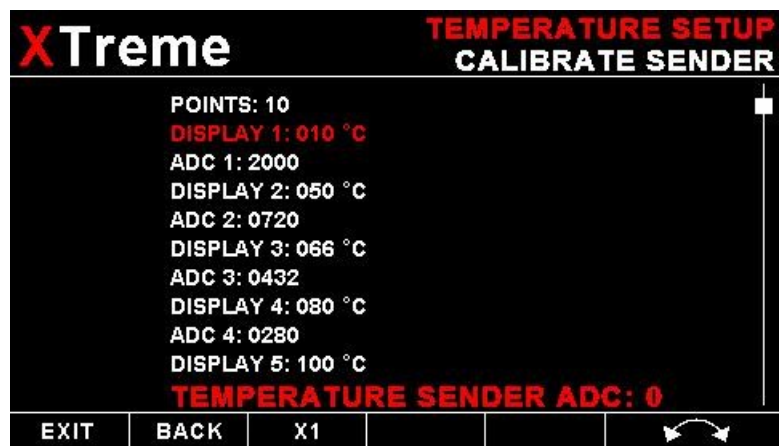 XTreme
TEMPERATURE SETUP
CALIBRATE SENDER
POINTS: 10
DISPLAY 1: 010 °C
ADC 1: 2000
DISPLAY 2: 050 °C
ADC 2: 0720
DISPLAY 3: 066 °C
ADC 3: 0432
DISPLAY 4: 080 °C
ADC 4: 0280
DISPLAY 5: 100 °C
TEMPERATURE SENDER ADC: 0
EXIT BACK X1